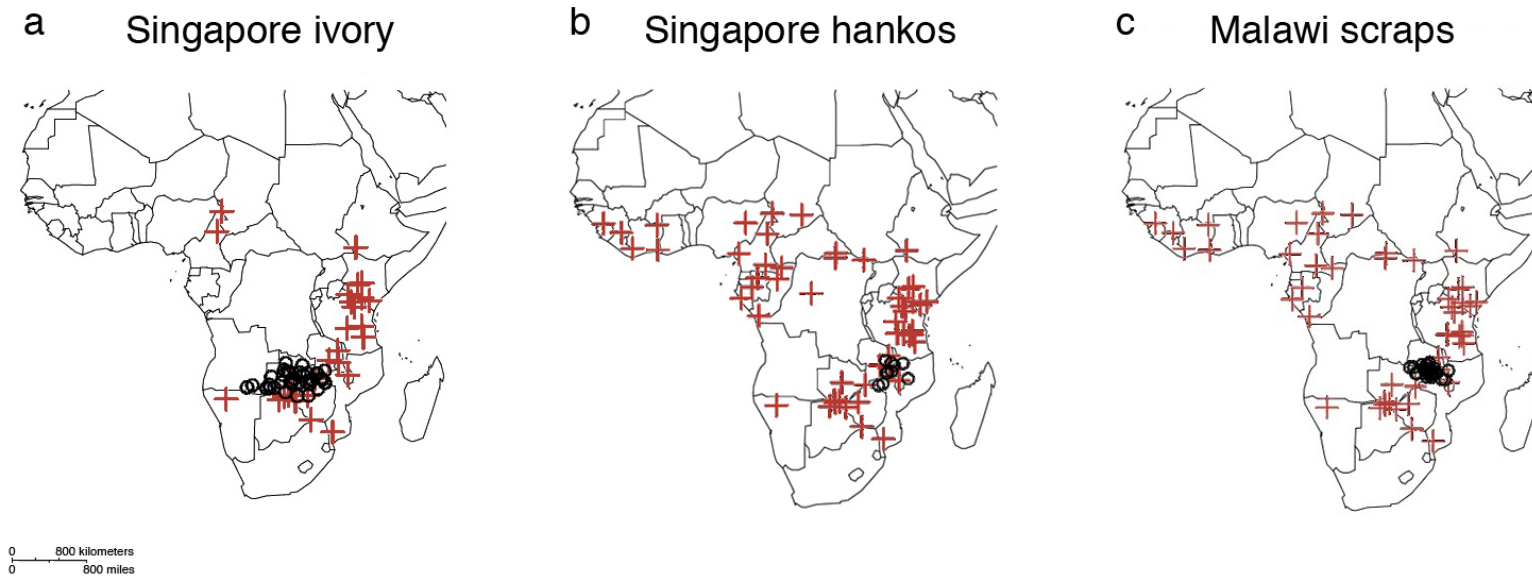 a Singapore ivory
b Singapore hankos
c Malawi scraps
0 800 kilometers
0 800 miles